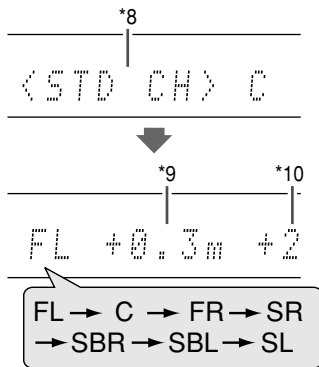 *8
<STD CH> C
*9 *10
FL +0.3m +2
FL → C → FR → SR
→ SBR → SBL → SL